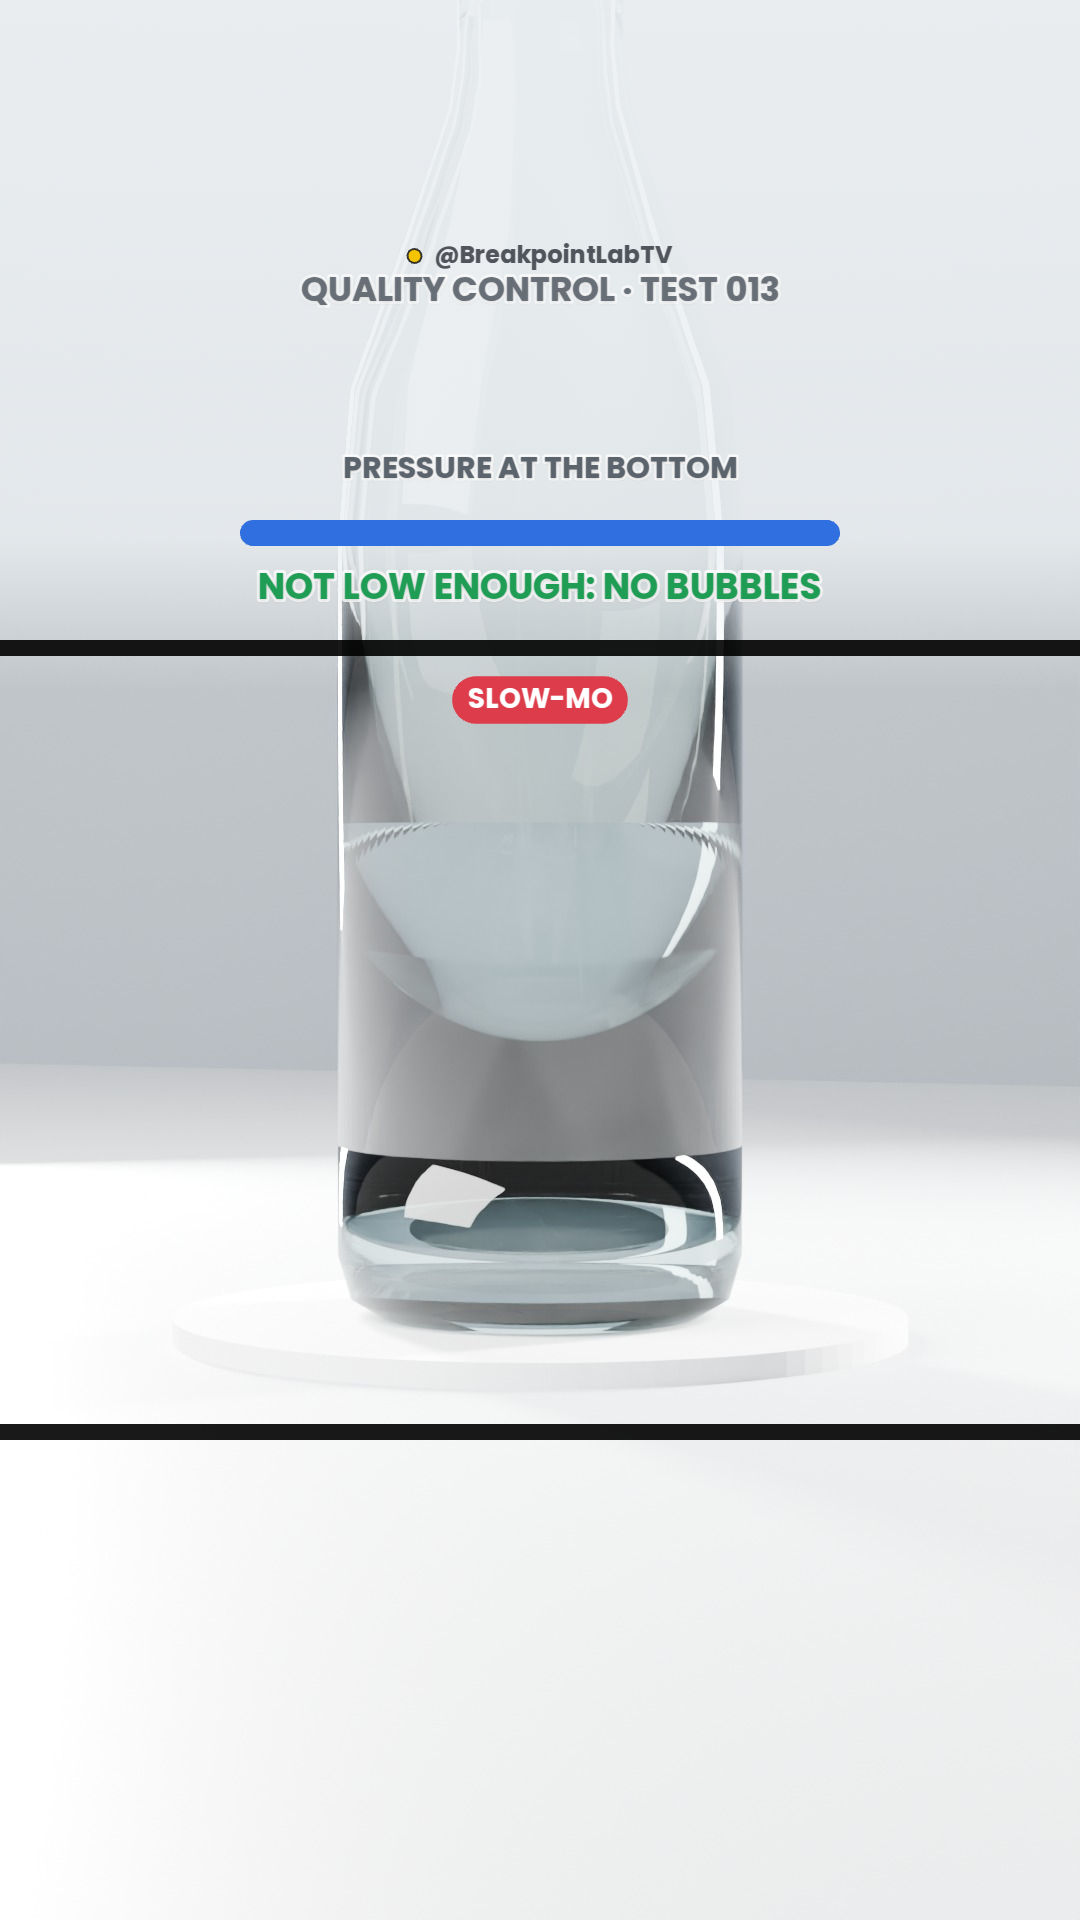 @BreakpointLabTV
QUALITY CONTROL · TEST 013
PRESSURE AT THE BOTTOM
NOT LOW ENOUGH: NO BUBBLES
SLOW-MO